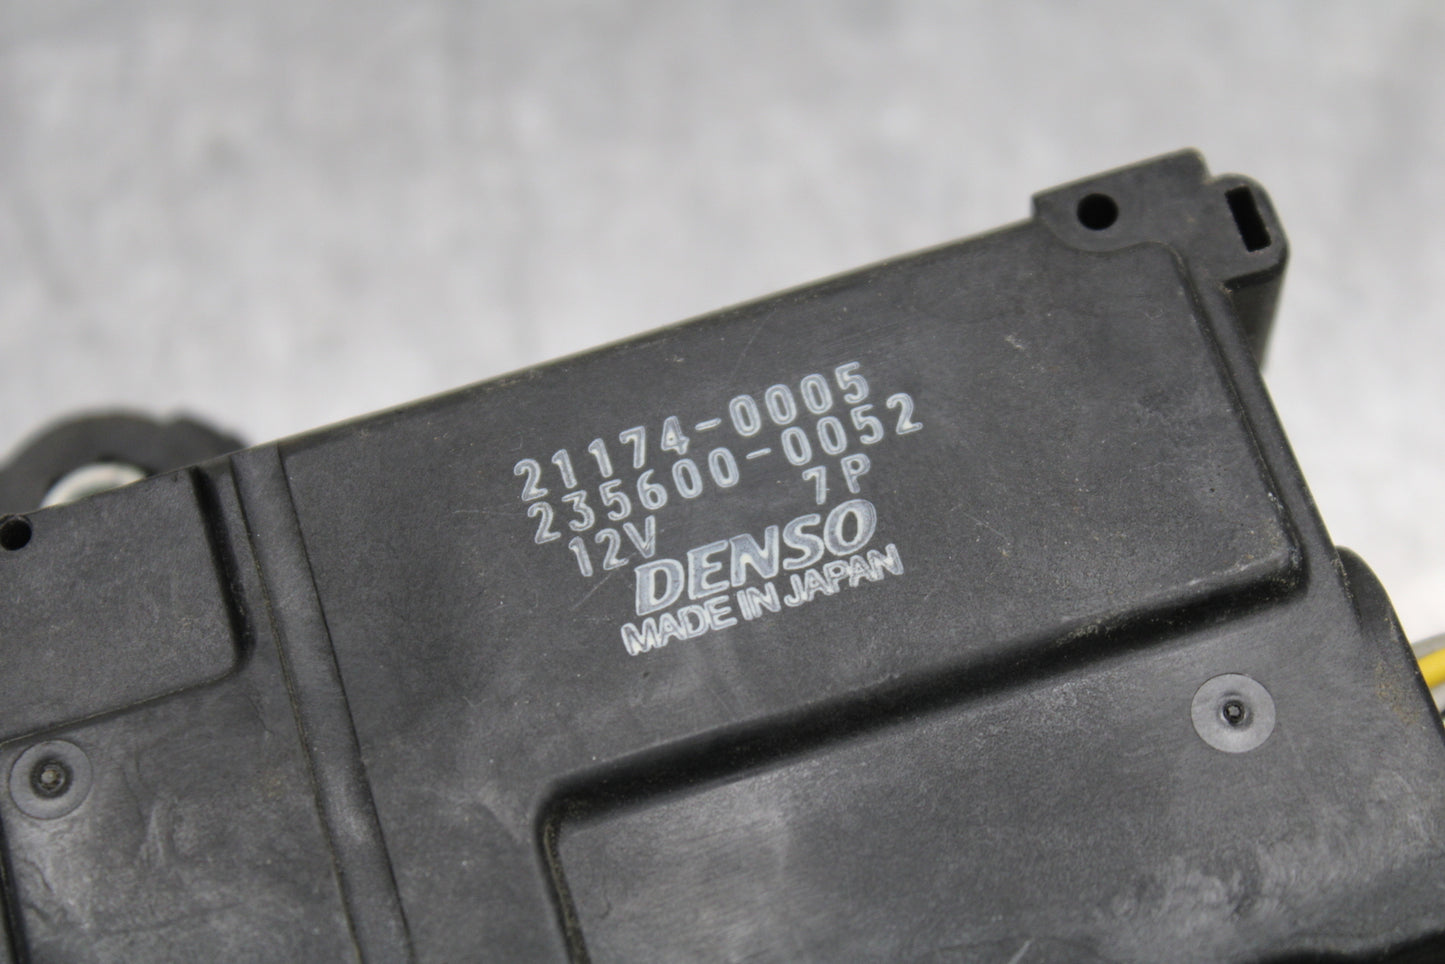 21174-0005
235600-0052
12V 7P
DENSO
MADE IN JAPAN